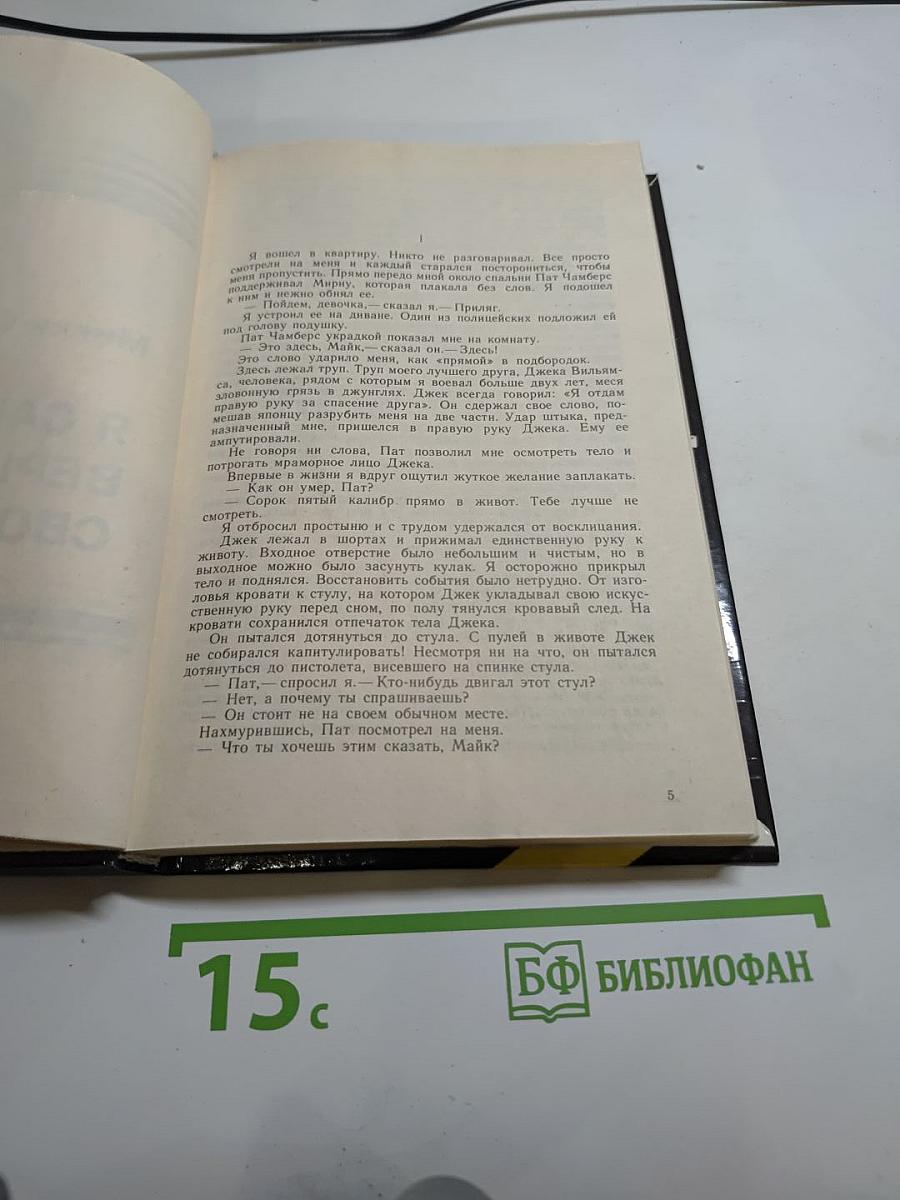 I
Я вошел в квартиру. Никто не разговаривал. Все просто
смотрели на меня и каждый старался посторониться, чтобы
меня пропустить. Прямо передо мной около спальни Пат Чамберс
поддерживал Мирну, которая плакала без слов. Я подошел
к ним и нежно обнял ее.
— Пойдем, девочка,— сказал я.— Приляг.
Я устроил ее на диване. Один из полицейских подложил ей
под голову подушку.
Пат Чамберс украдкой показал мне на комнату.
— Это здесь, Майк,— сказал он.— Здесь!
Это слово ударило меня, как «прямой» в подбородок.
Здесь лежал труп. Труп моего лучшего друга, Джека Вильям-
са, человека, рядом с которым я воевал больше двух лет, меся
зловонную грязь в джунглях. Джек всегда говорил: «Я отдам
правую руку за спасение друга». Он сдержал свое слово, по-
мешав японцу разрубить меня на две части. Удар штыка, пред-
назначенный мне, пришелся в правую руку Джека. Ему ее
ампутировали.
Не говоря ни слова, Пат позволил мне осмотреть тело и
потрогать мраморное лицо Джека.
Впервые в жизни я вдруг ощутил жуткое желание заплакать.
— Как он умер, Пат?
— Сорок пятый калибр прямо в живот. Тебе лучше не
смотреть.
Я отбросил простыню и с трудом удержался от восклицания.
Джек лежал в шортах и прижимал единственную руку к
животу. Входное отверстие было небольшим и чистым, но в
выходное можно было засунуть кулак. Я осторожно прикрыл
тело и поднялся. Восстановить события было нетрудно. От изго-
ловья кровати к стулу, на котором Джек укладывал свою искус-
ственную руку перед сном, по полу тянулся кровавый след. На
кровати сохранился отпечаток тела Джека.
Он пытался дотянуться до стула. С пулей в животе Джек
не собирался капитулировать! Несмотря ни на что, он пытался
дотянуться до пистолета, висевшего на спинке стула.
— Пат,— спросил я.— Кто-нибудь двигал этот стул?
— Нет, а почему ты спрашиваешь?
— Он стоит не на своем обычном месте.
Нахмурившись, Пат посмотрел на меня.
— Что ты хочешь этим сказать, Майк?
5
15 с
БФ БИБЛИОФАН